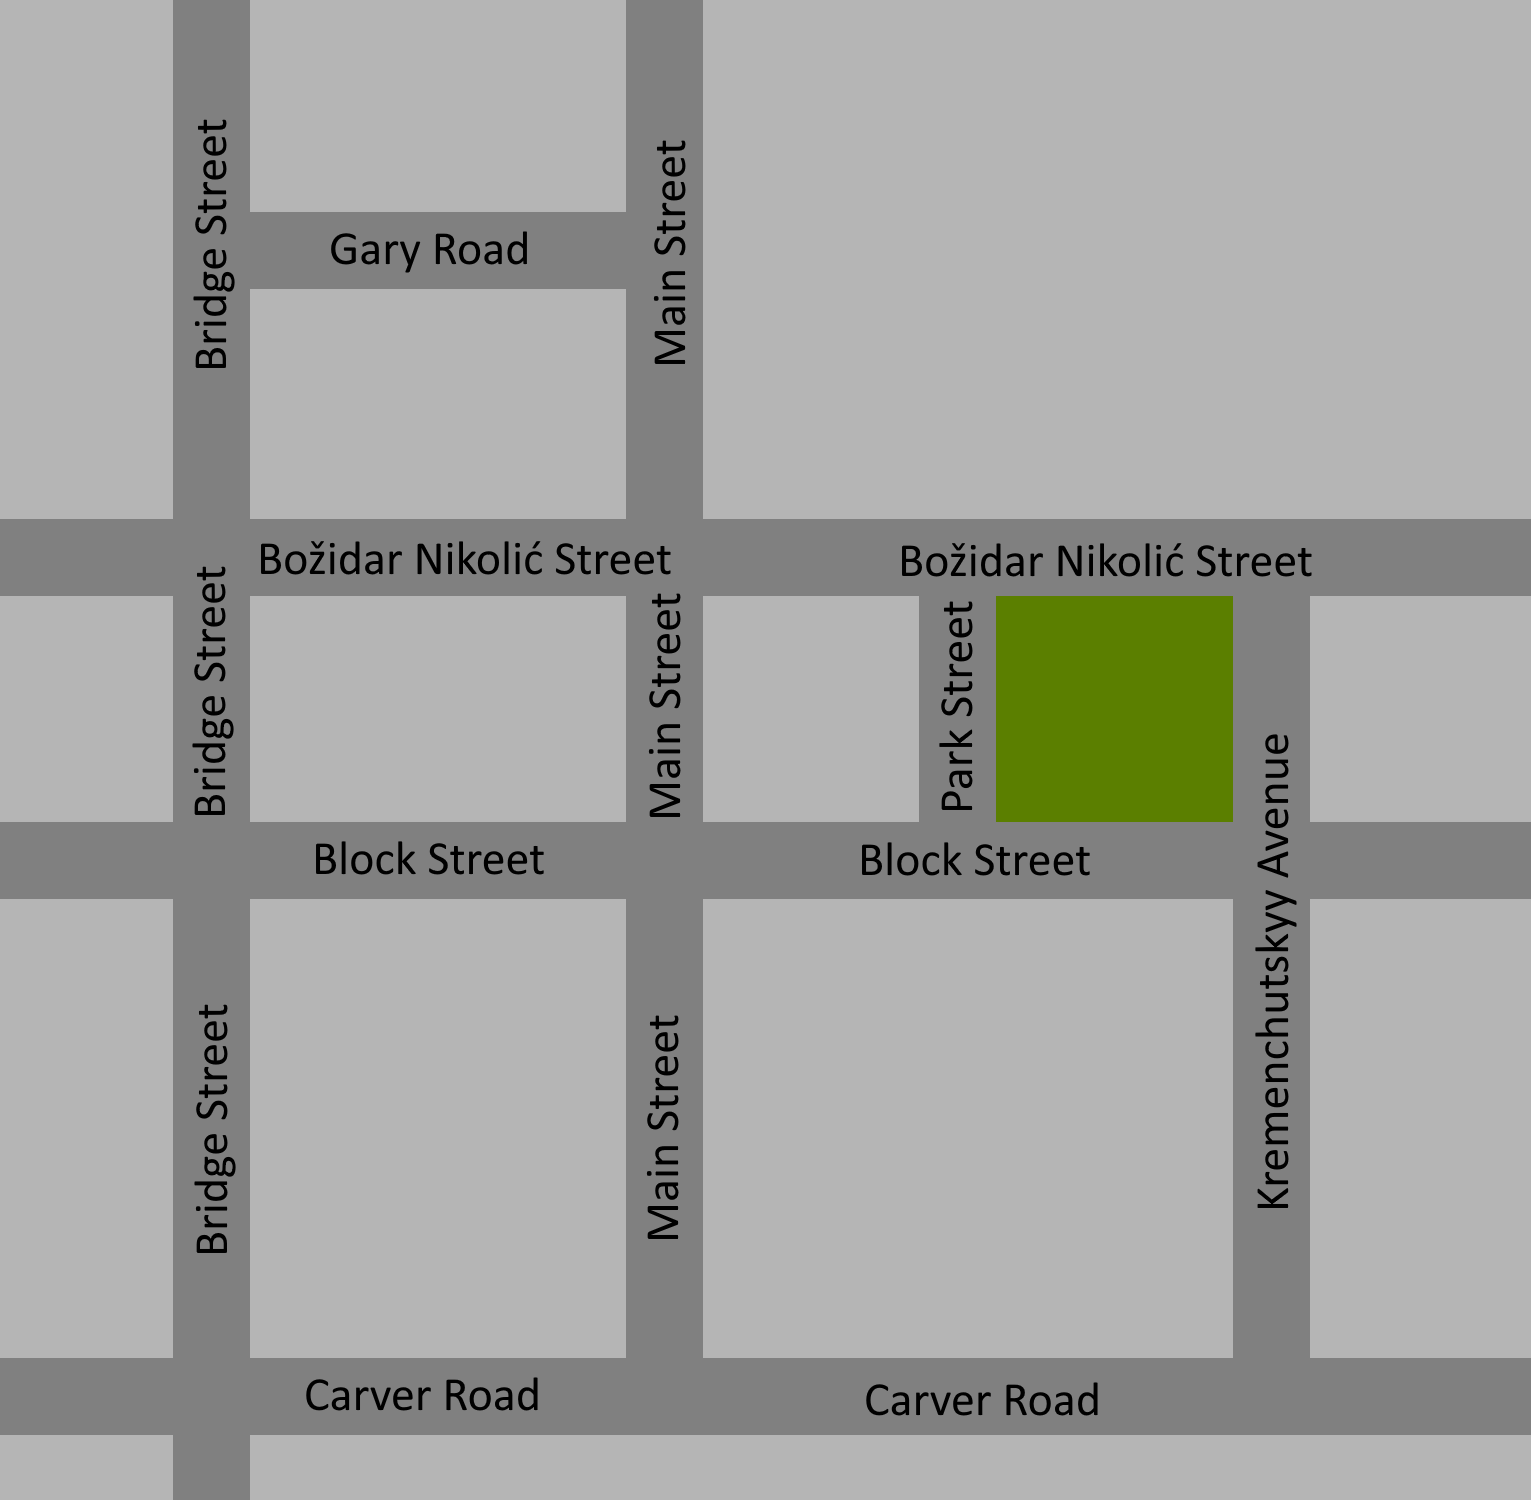 Bridge Street
Main Street
Gary Road
Božidar Nikolić Street
Božidar Nikolić Street
Bridge Street
Main Street
Park Street
Kremenchutskyy Avenue
Block Street
Block Street
Bridge Street
Main Street
Carver Road
Carver Road